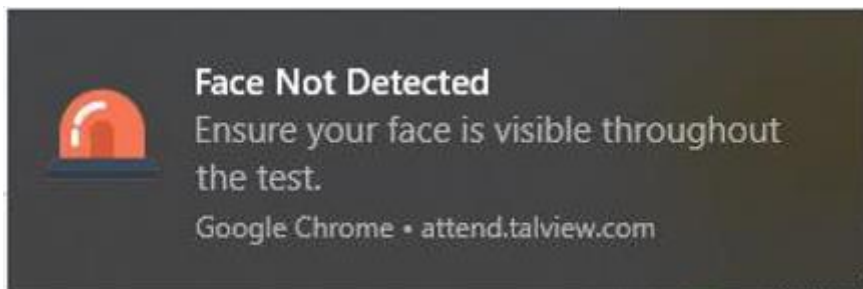 Face Not Detected
Ensure your face is visible throughout
the test.
Google Chrome • attend.talview.com